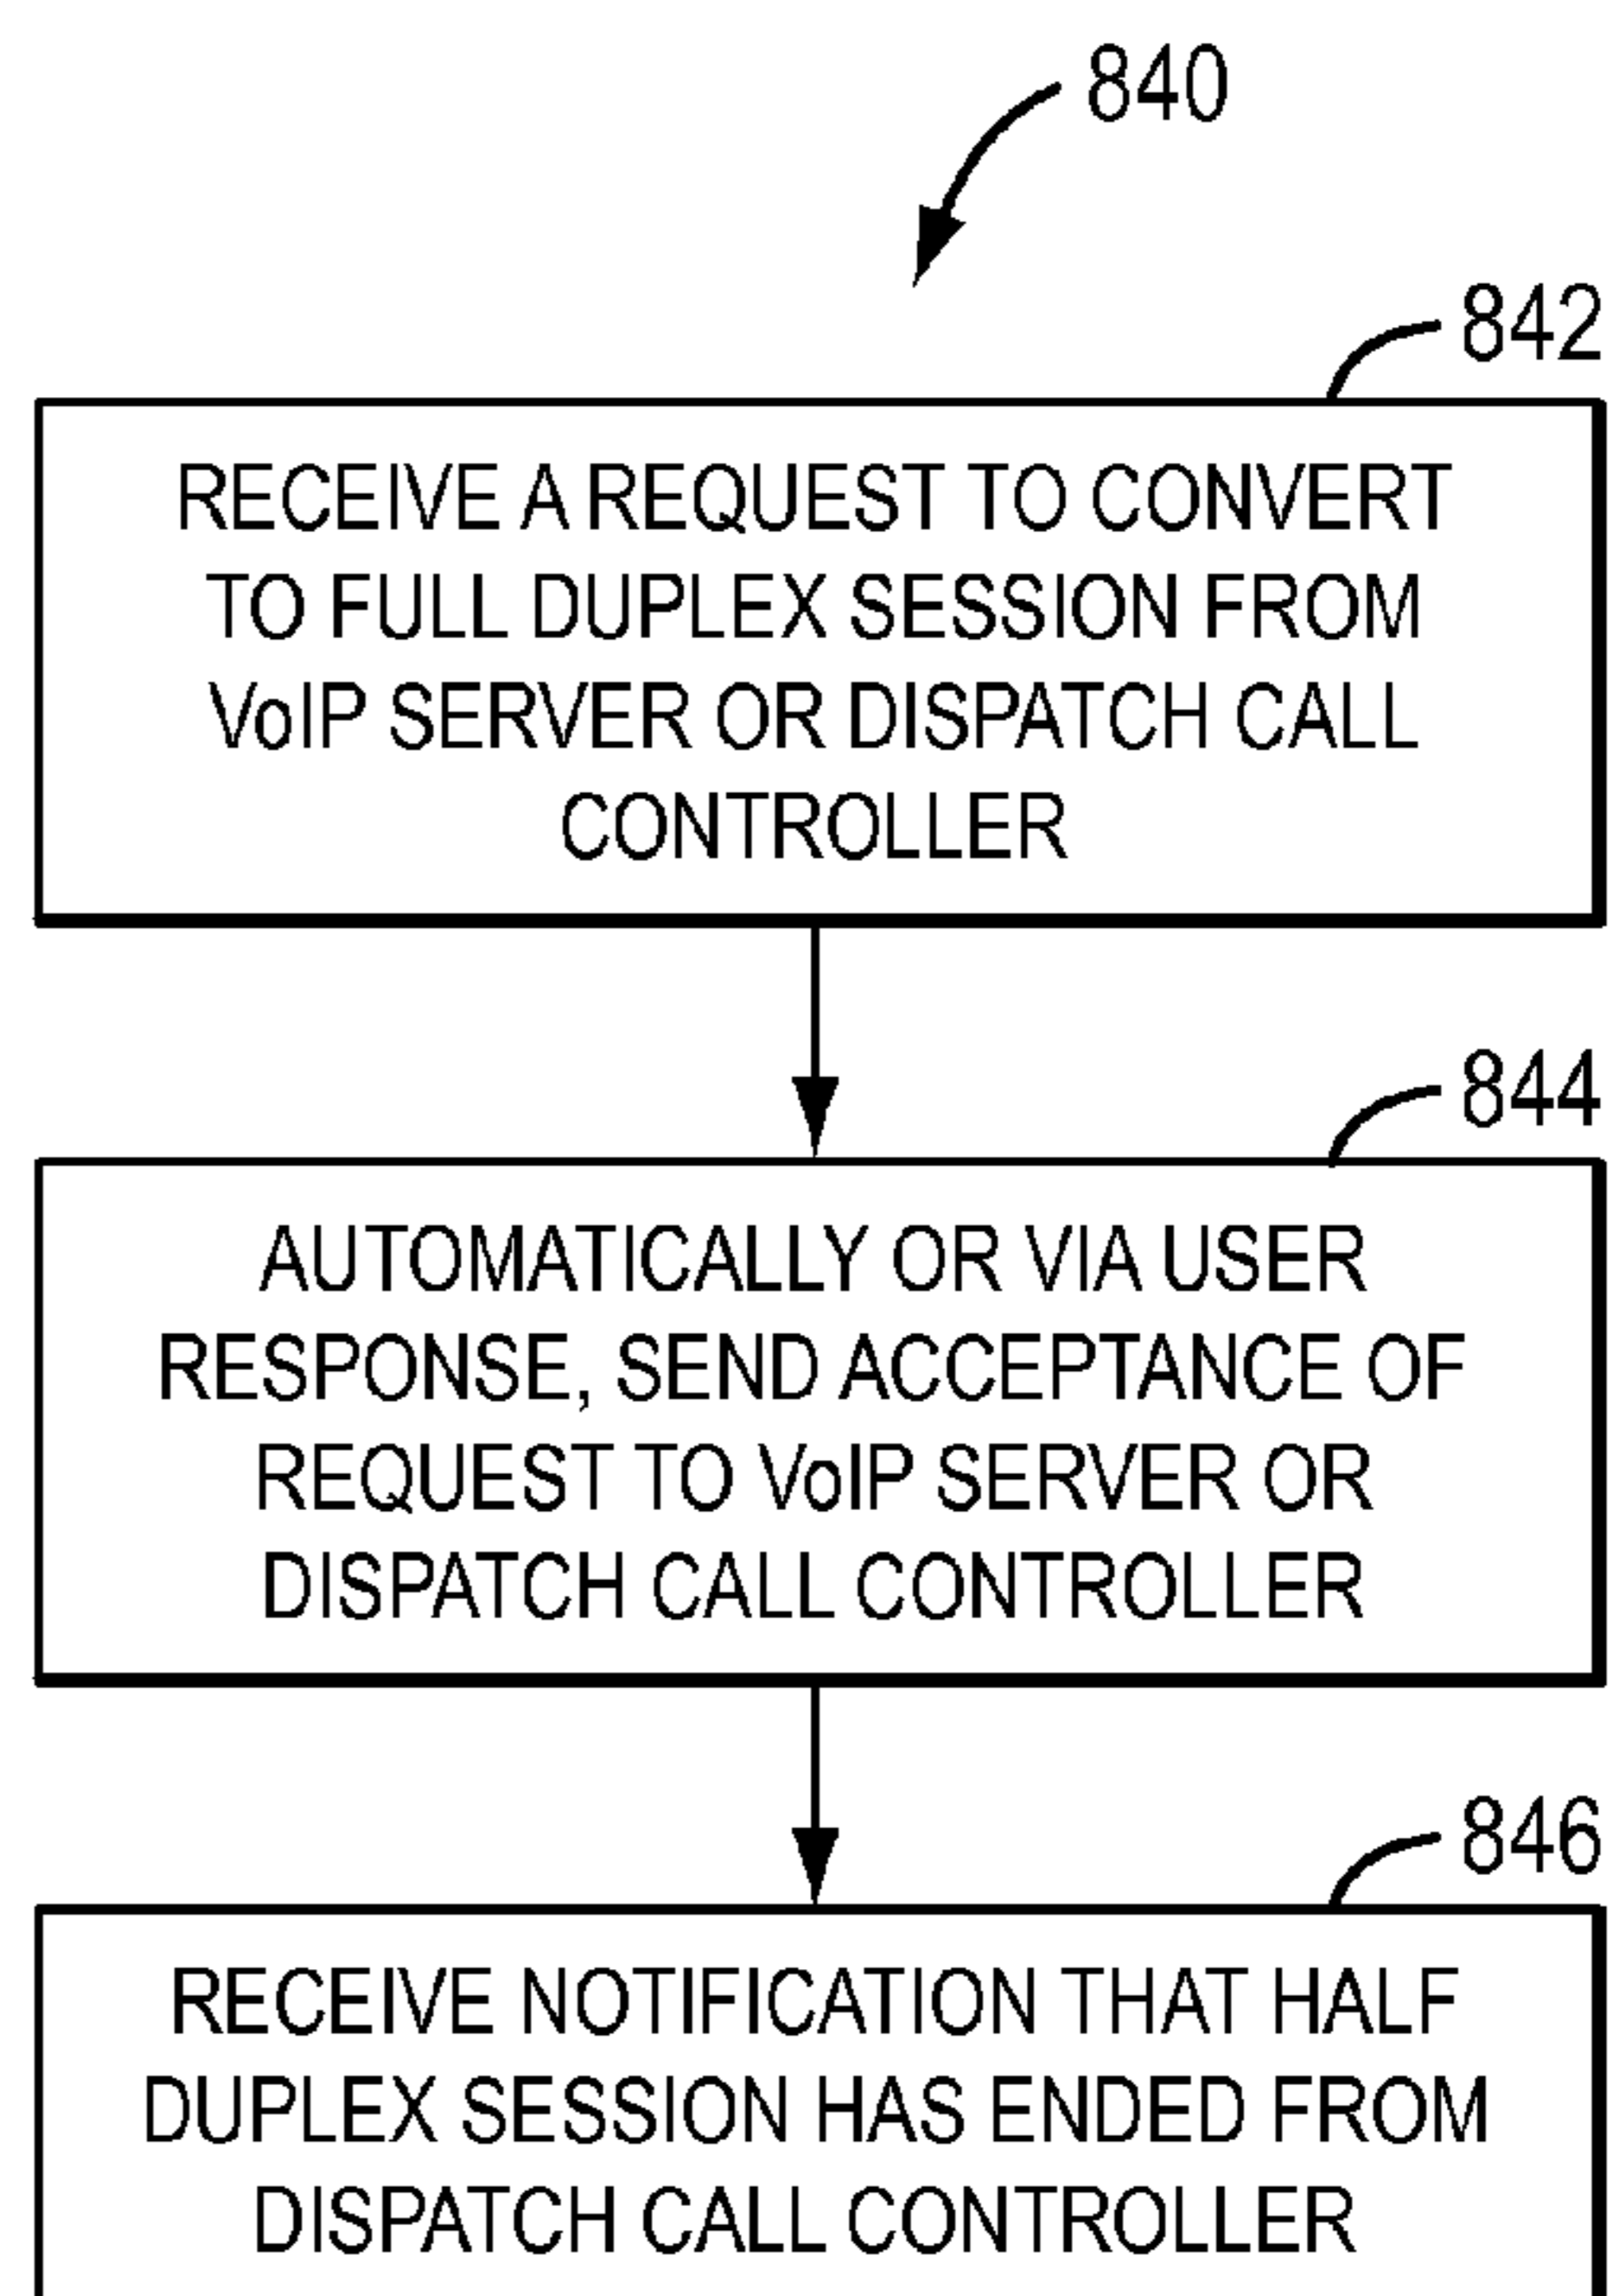 840
842
RECEIVE A REQUEST TO CONVERT
TO FULL DUPLEX SESSION FROM
VoIP SERVER OR DISPATCH CALL
CONTROLLER
844
AUTOMATICALLY OR VIA USER
RESPONSE, SEND ACCEPTANCE OF
REQUEST TO VoIP SERVER OR
DISPATCH CALL CONTROLLER
846
RECEIVE NOTIFICATION THAT HALF
DUPLEX SESSION HAS ENDED FROM
DISPATCH CALL CONTROLLER